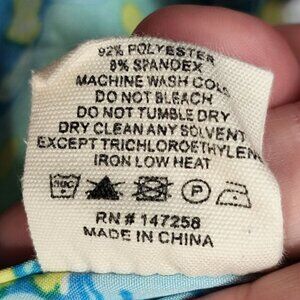 92% POLYESTER
8% SPANDEX
MACHINE WASH COLD
DO NOT BLEACH
DO NOT TUMBLE DRY
DRY CLEAN ANY SOLVENT
EXCEPT TRICHLOROETHYLENE
IRON LOW HEAT
P
RN # 147258
MADE IN CHINA